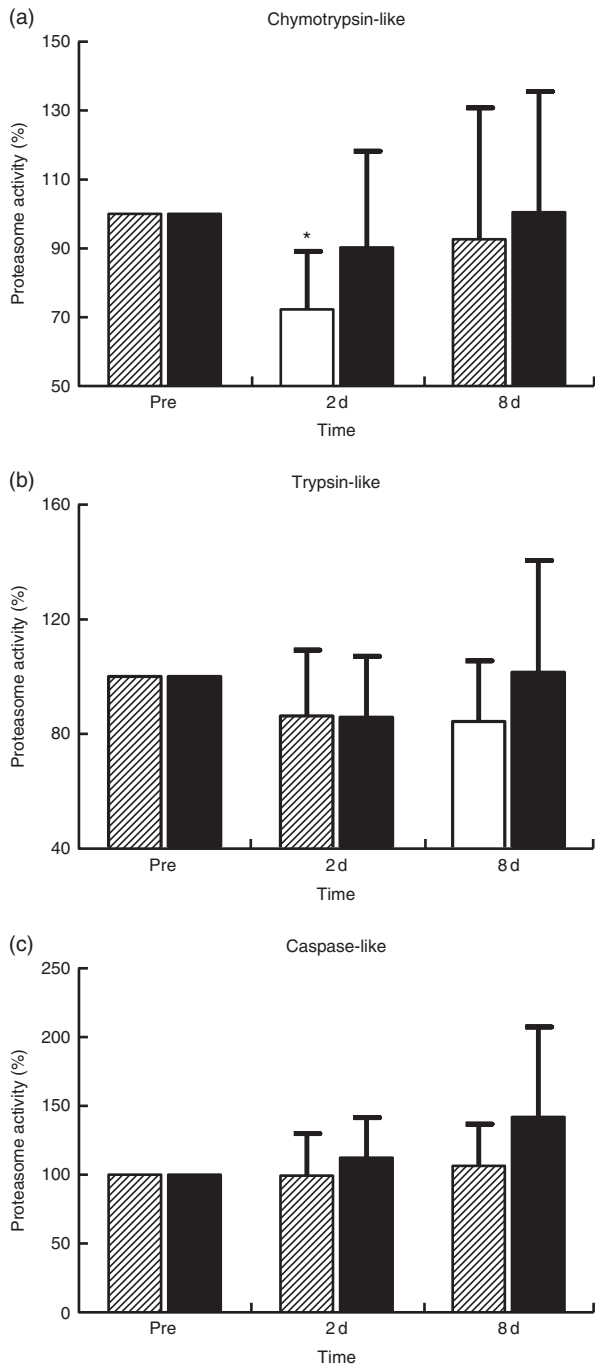 (a)
Chymotrypsin-like
150
130
110
90
70
50
Proteasome activity (%)
*
Pre
2 d
8 d
Time
(b)
Trypsin-like
160
120
80
40
Proteasome activity (%)
Pre
2 d
8 d
Time
(c)
Caspase-like
250
200
150
100
50
0
Proteasome activity (%)
Pre
2 d
8 d
Time